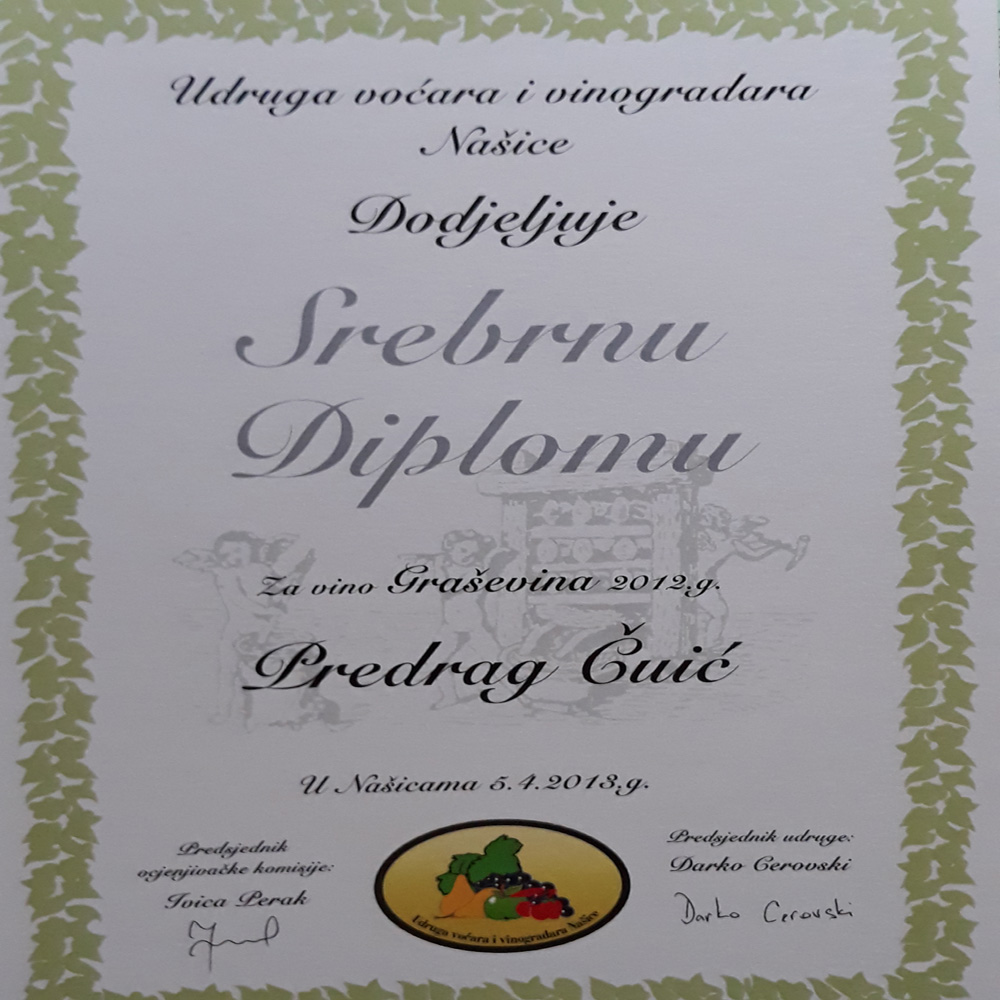 Udruga voćara i vinogradara
Našice
Dodjeljuje
Srebrnu
Diplomu
Za vino Graševina 2012.g.
Predrag Čuić
U Našicama 5.4.2013.g.
Predsjednik
ocjenjivačke komisije:
Ivica Perak
Predsjednik udruge:
Darko Cerovski
Darko Cerovski
Udruga voćara i vinogradara Našice